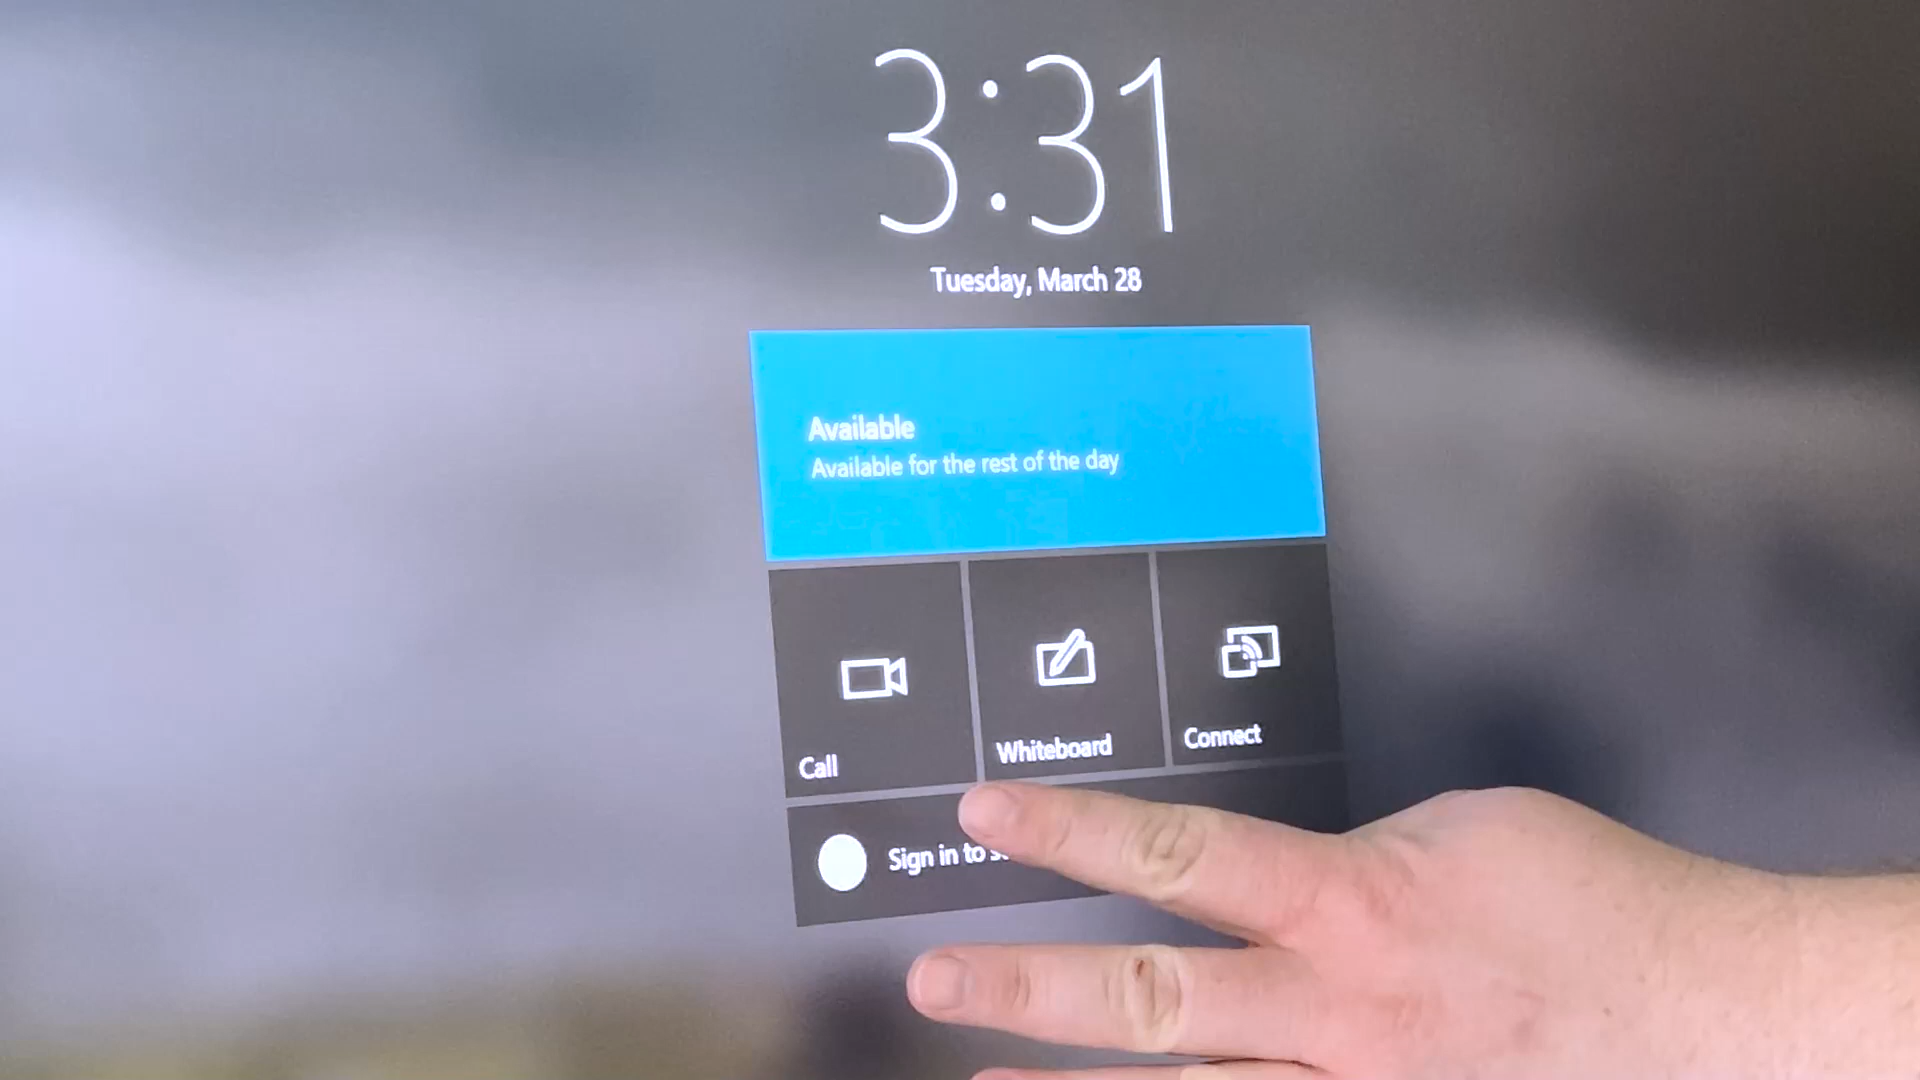 3:31
Tuesday, March 28
Available
Available for the rest of the day
Call
Whiteboard
Connect
Sign in to